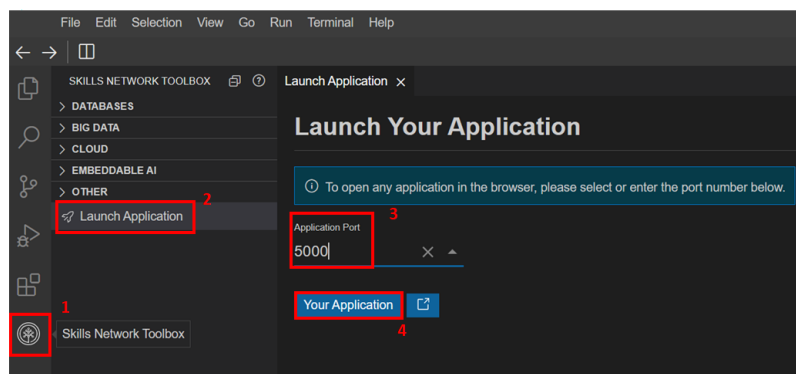 File Edit Selection View Go Run Terminal Help
SKILLS NETWORK TOOLBOX
Launch Application
DATABASES
BIG DATA
CLOUD
EMBEDDABLE AI
OTHER
2
Launch Application
1
Skills Network Toolbox
Launch Your Application
To open any application in the browser, please select or enter the port number below.
3
Application Port
5000
Your Application
4